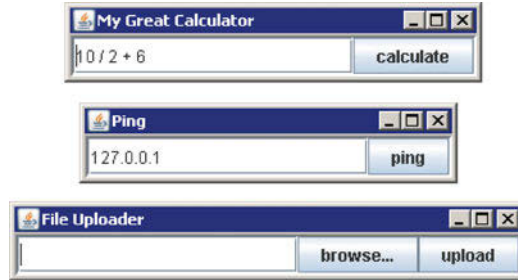 My Great Calculator
10 / 2 + 6 calculate
Ping
127.0.0.1 ping
File Uploader
browse... upload